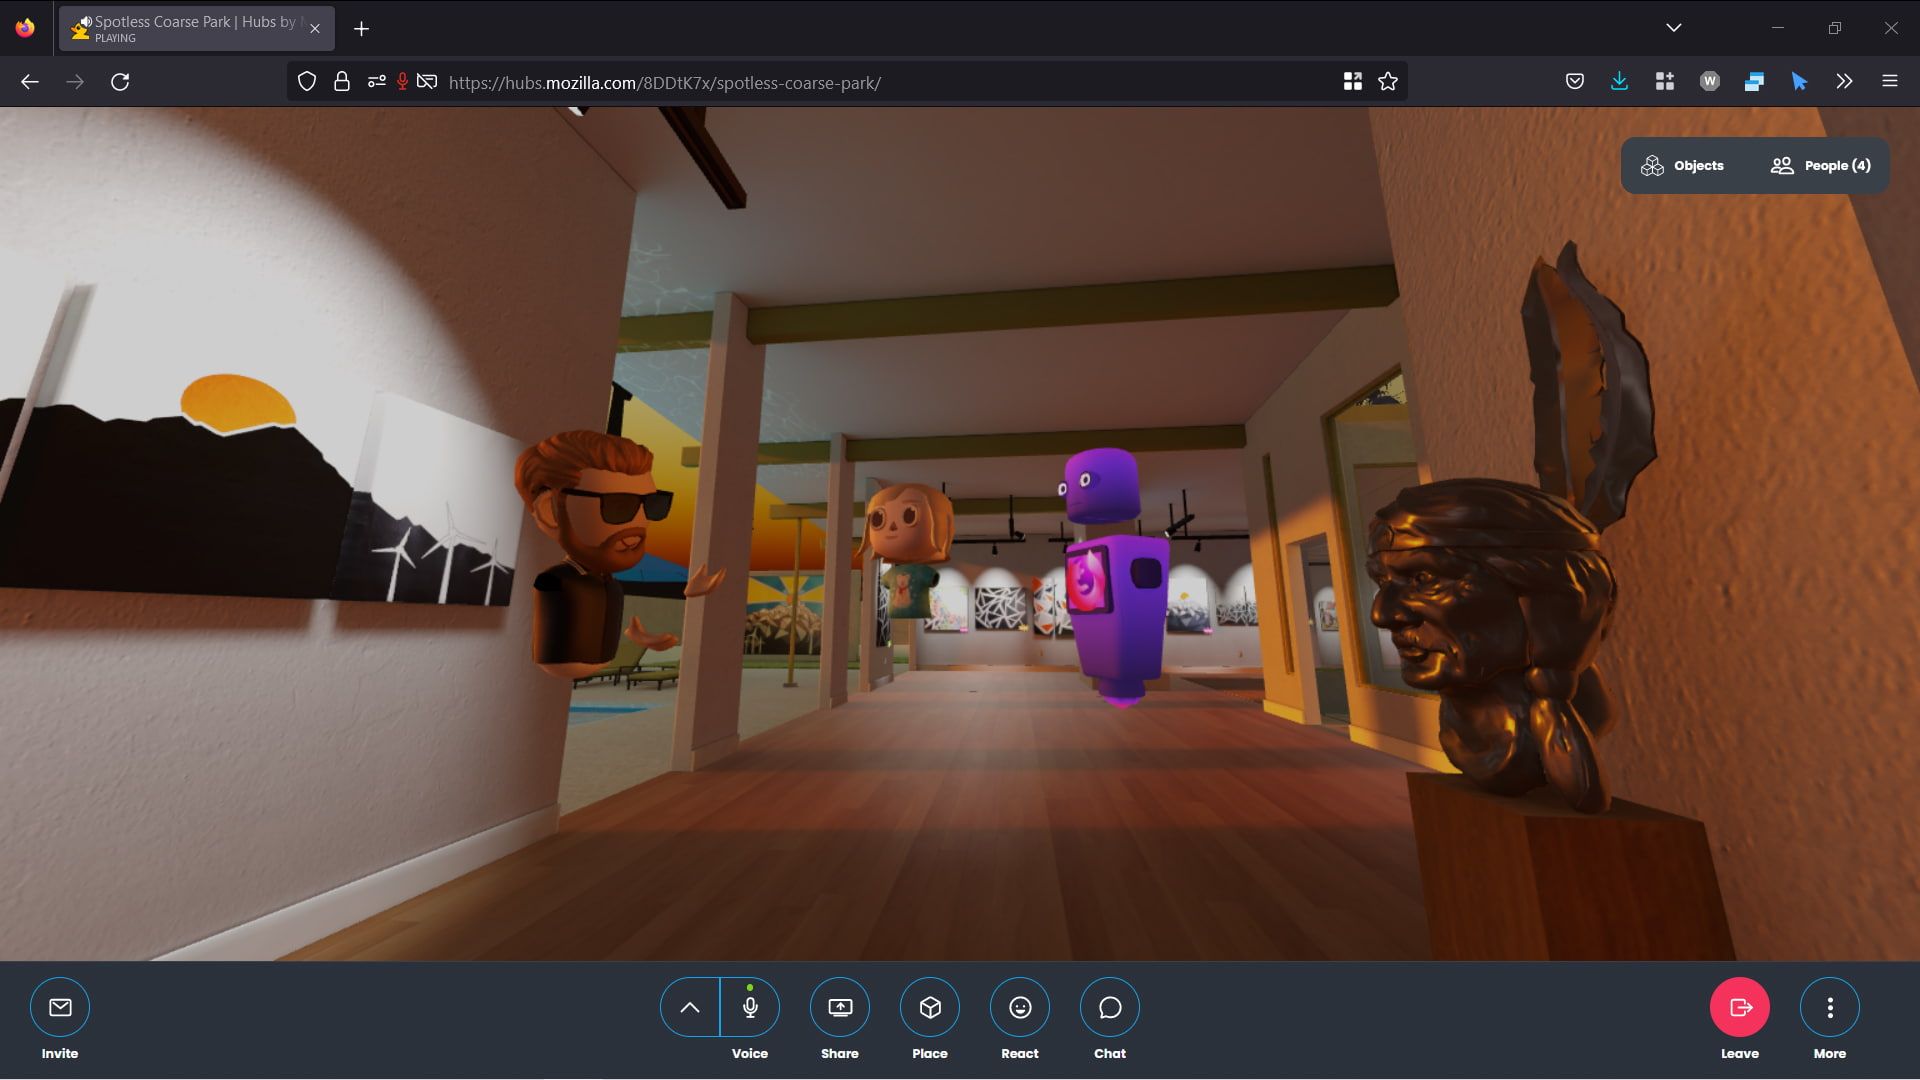 Spotless Coarse Park | Hubs by M
PLAYING
https://hubs.mozilla.com/8DDtK7x/spotless-coarse-park/
W
Objects
People (4)
Invite
Voice
Share
Place
React
Chat
Leave
More